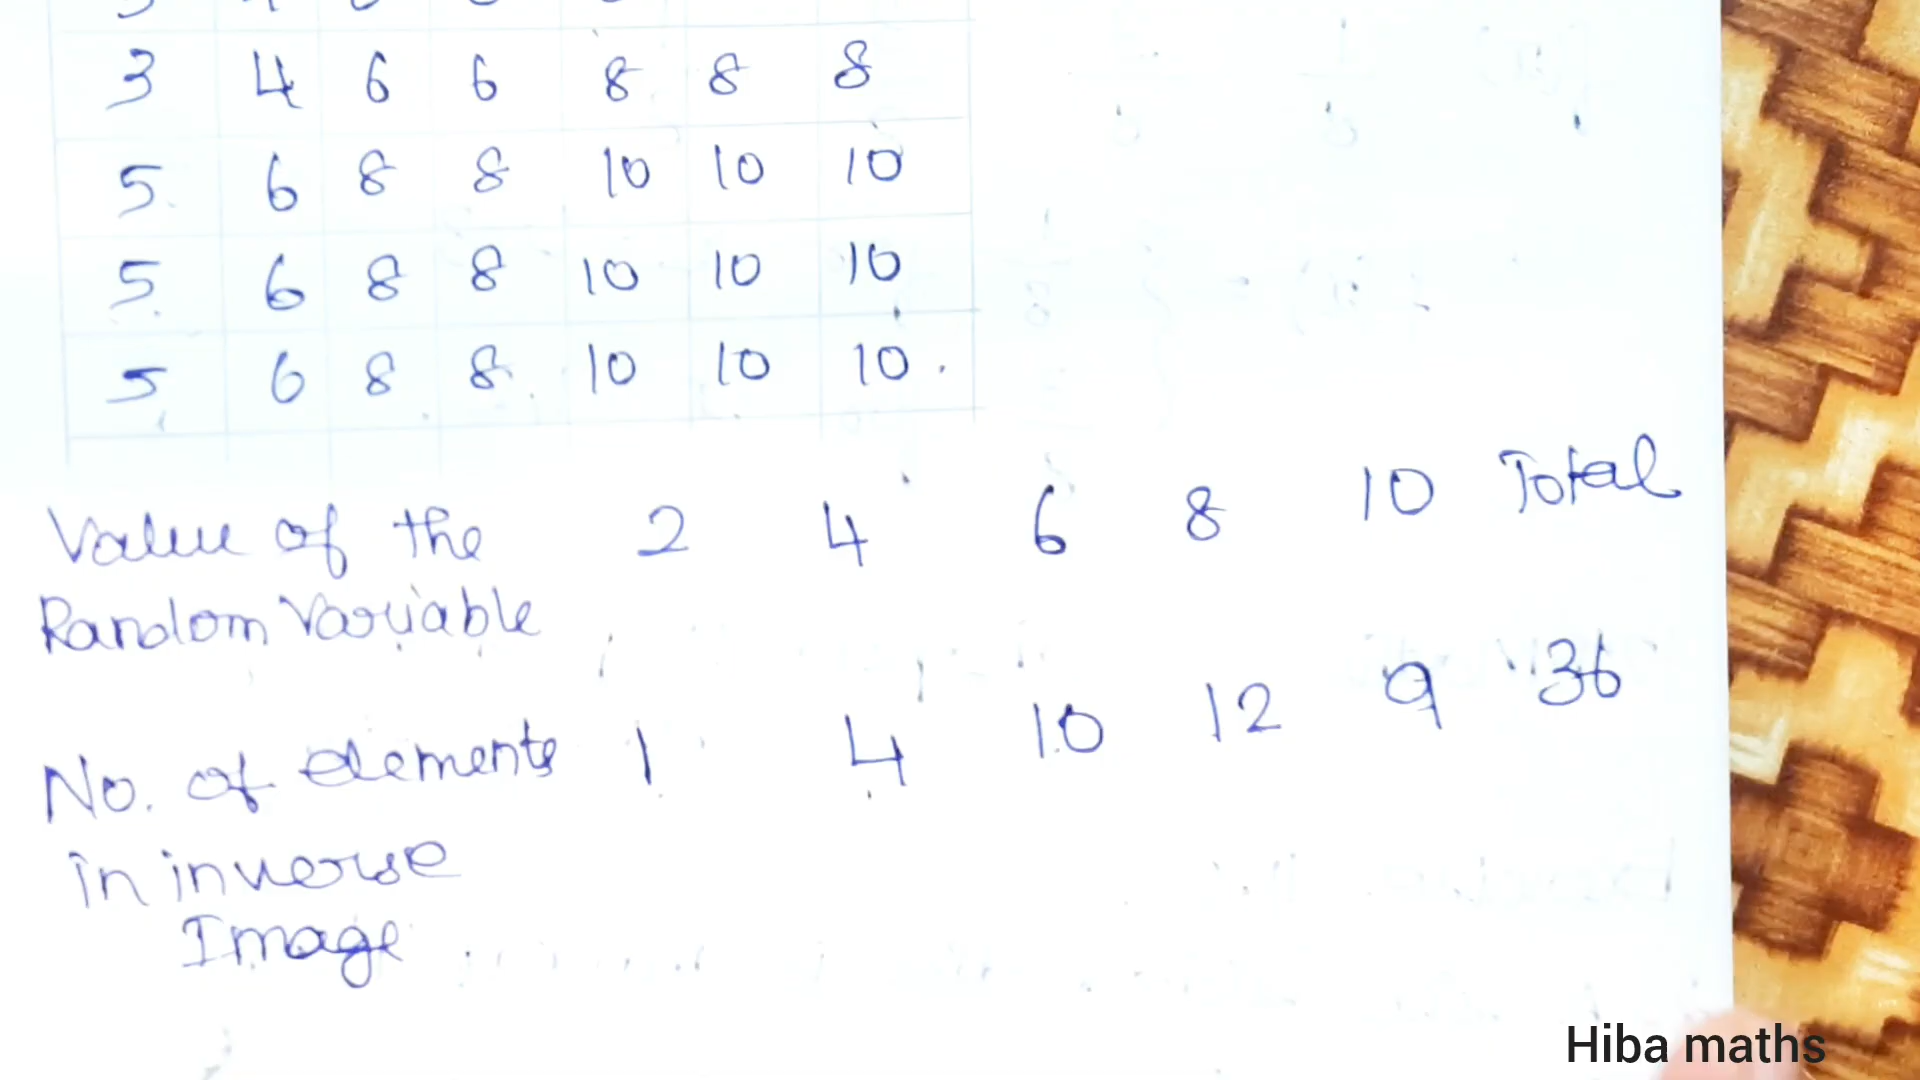 3 4 6 6 8 8 8
5 6 8 8 10 10 10
5 6 8 8 10 10 10
5 6 8 8 10 10 10
Value of the 2 4 6 8 10 Total
Random Variable
No. of elements 1 4 10 12 9 36
in inverse
Image
Hiba maths